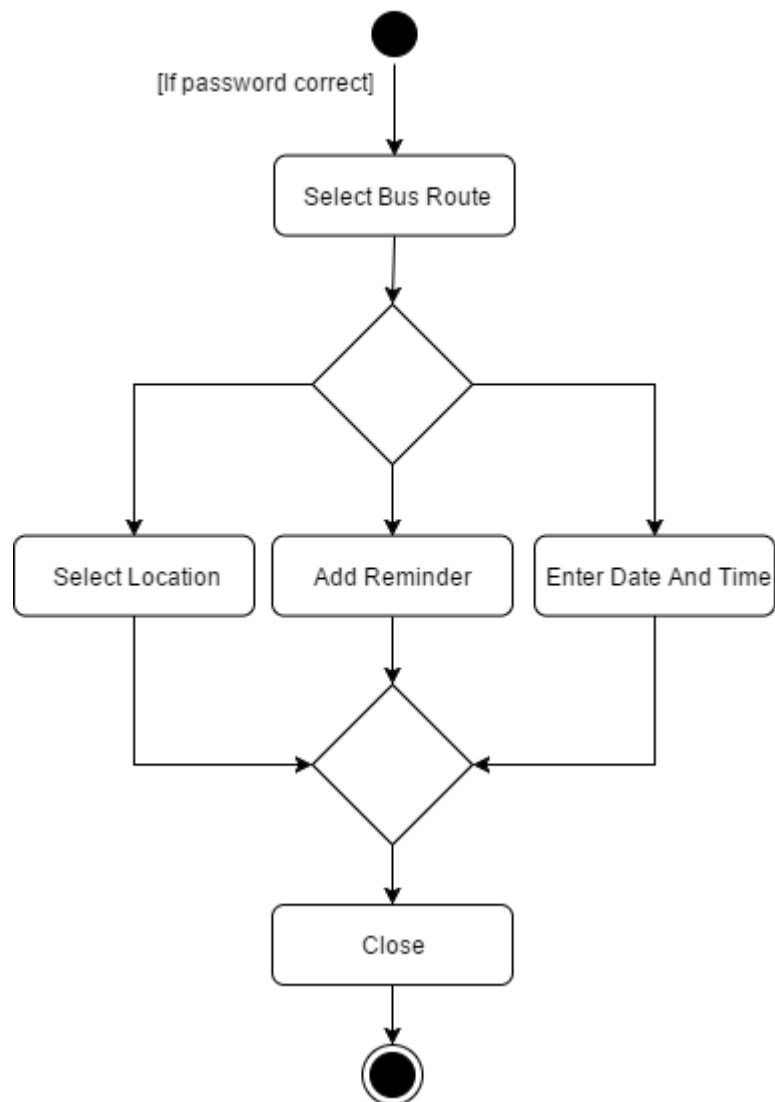 [If password correct]
Select Bus Route
Select Location
Add Reminder
Enter Date And Time
Close